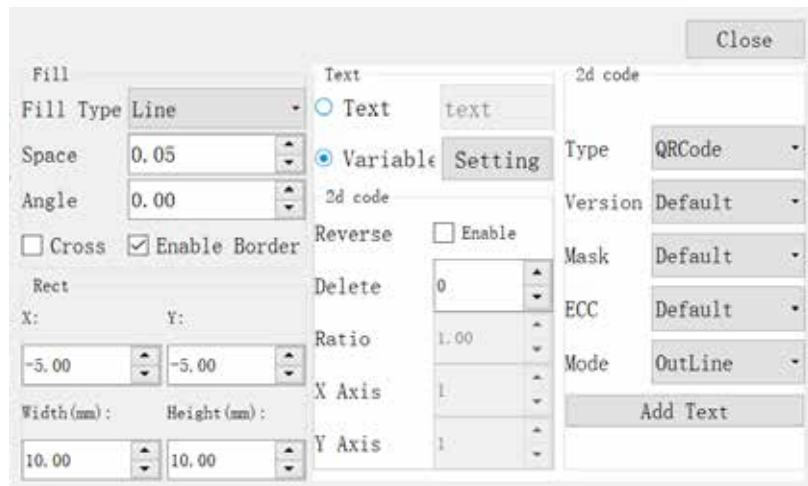 Close
Fill
Fill Type Line
Space 0.05
Angle 0.00
Cross Enable Border
Rect
X: Y:
-5.00 -5.00
Width(mm): Height(mm):
10.00 10.00
Text
Text text
Variable Setting
2d code
Reverse Enable
Delete 0
Ratio 1.00
X Axis 1
Y Axis 1
2d code
Type QRCode
Version Default
Mask Default
ECC Default
Mode OutLine
Add Text